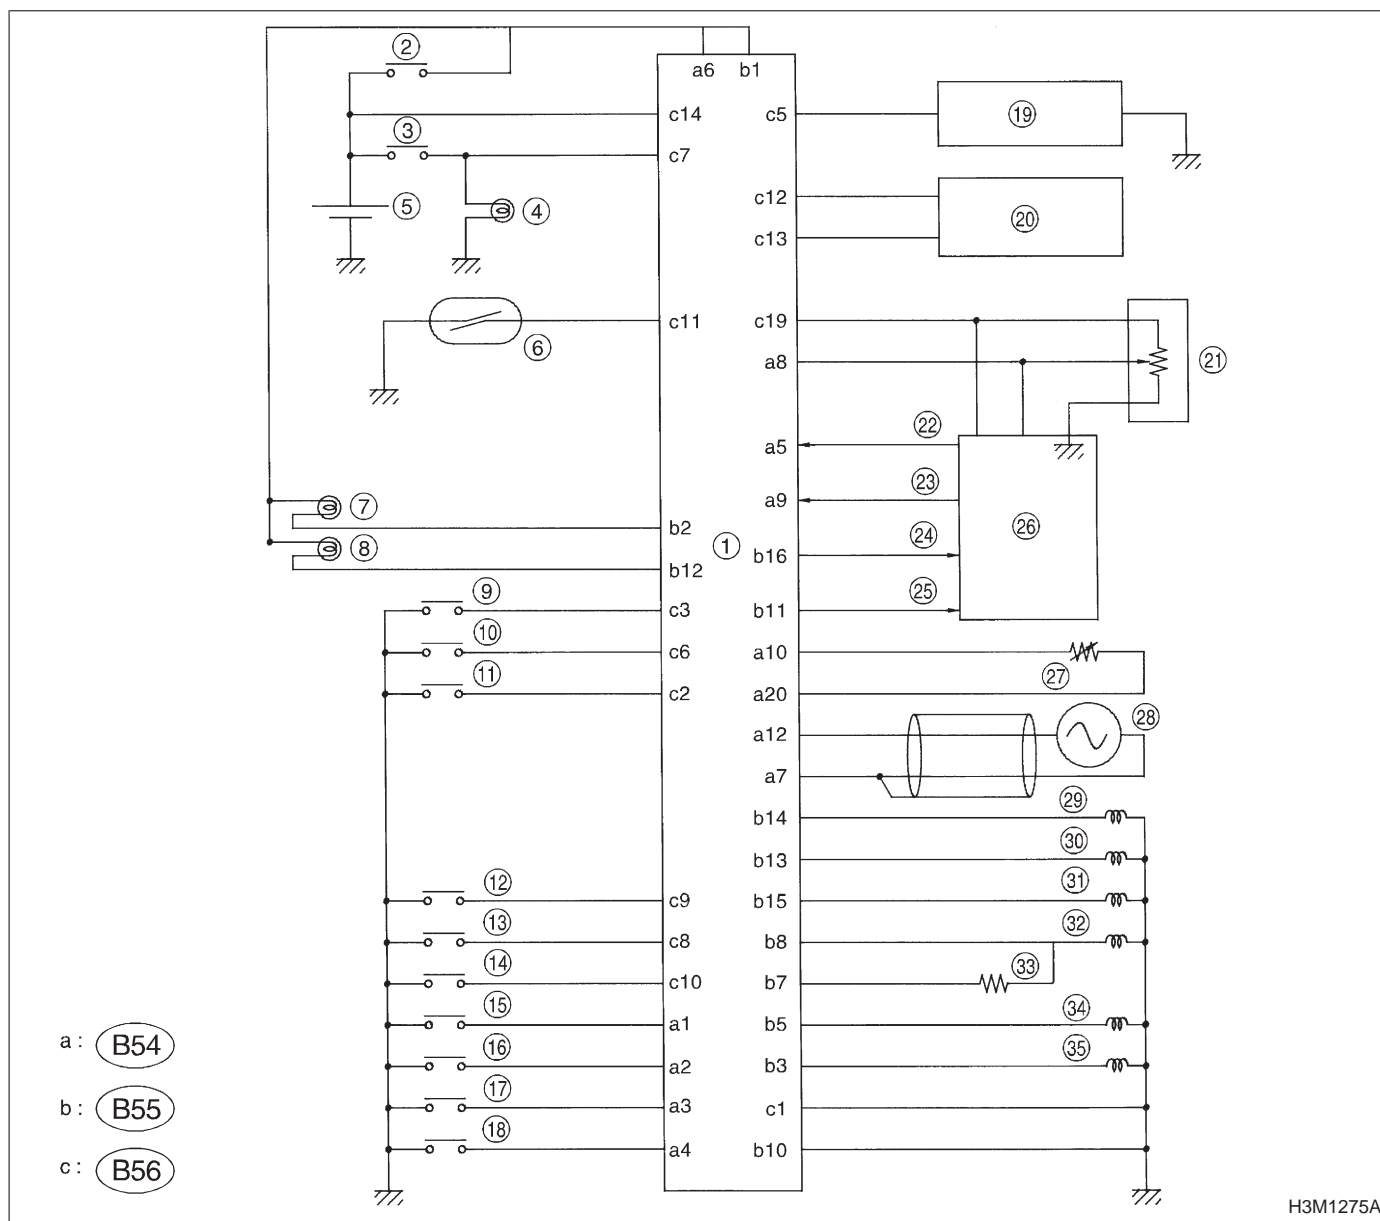 ②
a6 b1
c14
c5
⑲
③
c7
⑤
④
c12
⑳
c13
c19
c11
⑥
a8
㉑
㉒
a5
㉓
a9
㉖
⑦
b2
①
㉔
b16
⑧
b12
㉕
b11
⑨
c3
⑩
c6
a10
⑪
c2
㉗
a20
㉘
a12
a7
㉙
b14
㉚
b13
⑫
c9
㉛
b15
⑬
c8
㉜
b8
⑭
c10
㉝
b7
⑮
a1
㉞
b5
⑯
a2
㉟
b3
⑰
a3
c1
⑱
a4
b10
a : B54
b : B55
c : B56
H3M1275A